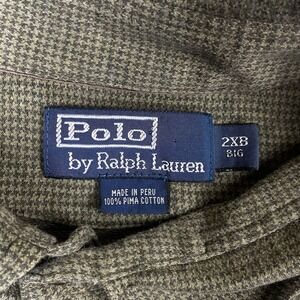 Polo
by Ralph Lauren
2XB
BIG
MADE IN PERU
100% PIMA COTTON